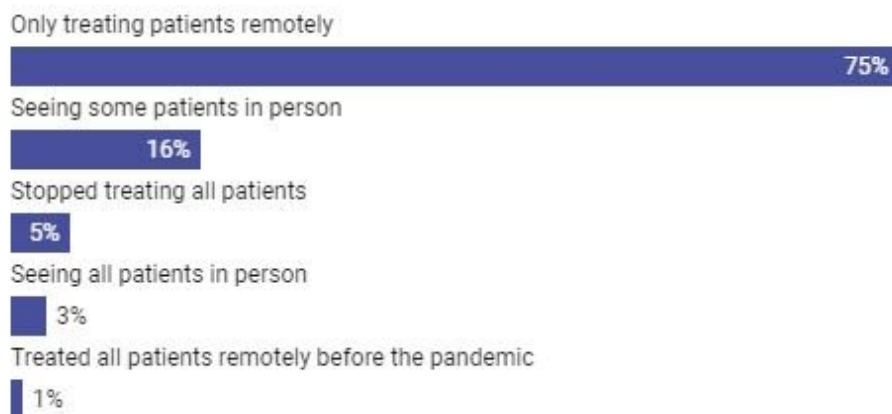 Only treating patients remotely
75%
Seeing some patients in person
16%
Stopped treating all patients
5%
Seeing all patients in person
3%
Treated all patients remotely before the pandemic
1%